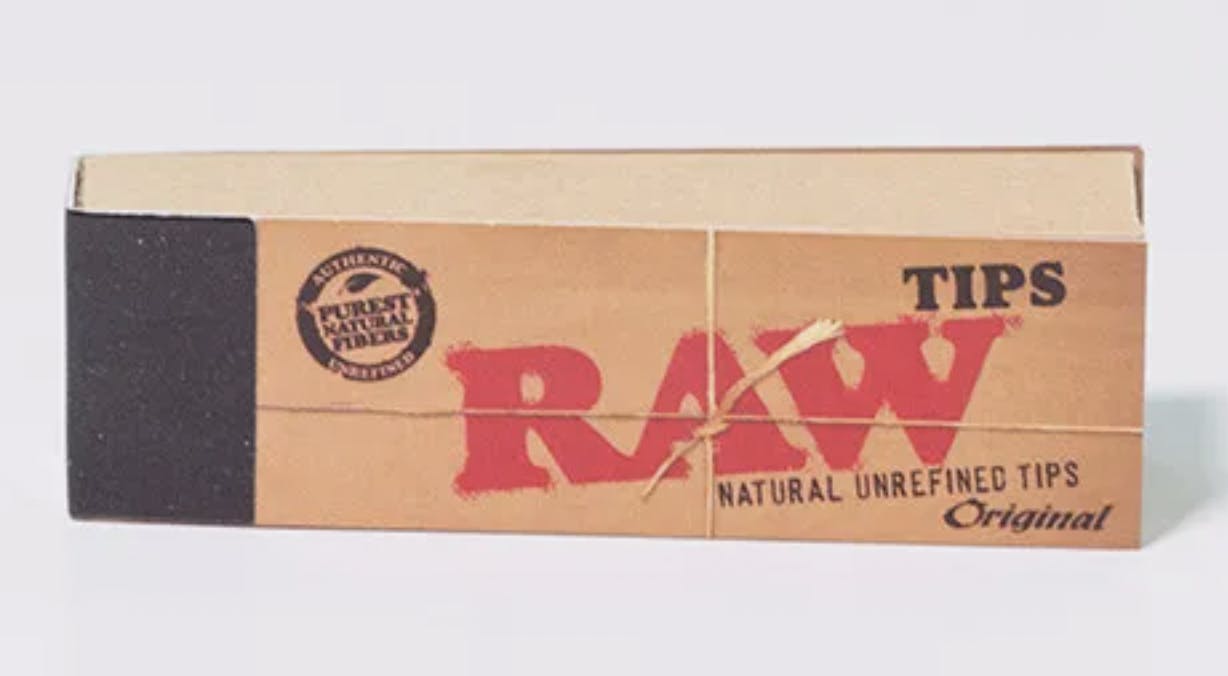 AUTHENTIC
PUREST
NATURAL
FIBERS
UNREFINED
TIPS
RAW
NATURAL UNREFINED TIPS
Original